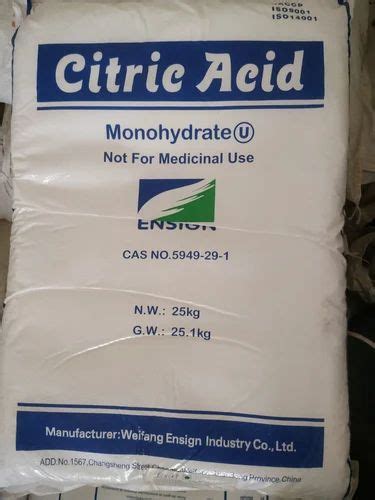 HACCP
ISO9001
ISO14001
Citric Acid
Monohydrate U
Not For Medicinal Use
ENSIGN
CAS NO.5949-29-1
N.W.: 25kg
G.W.: 25.1kg
Manufacturer:Weifang Ensign Industry Co.,Ltd.
ADD:No.1567,Changsheng Street Province,China